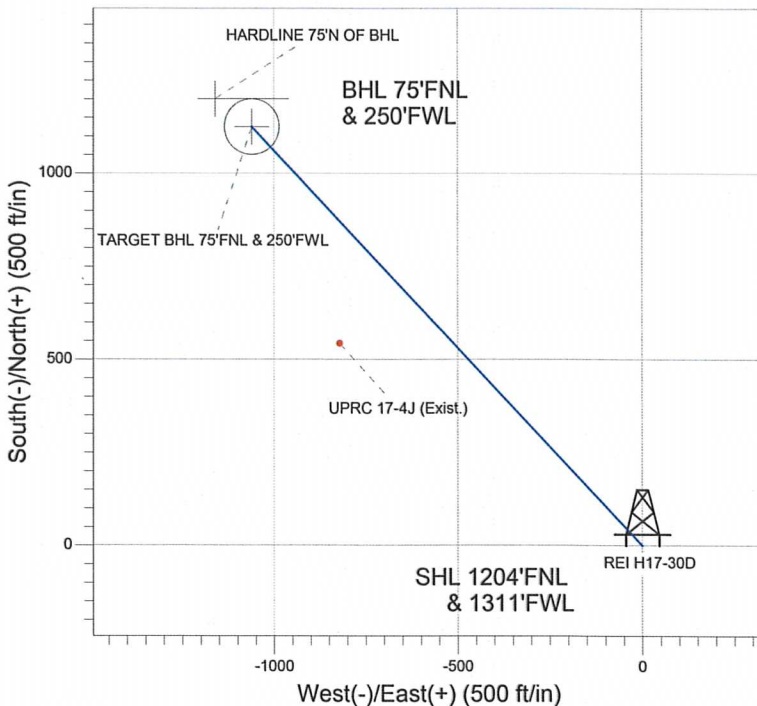 HARDLINE 75'N OF BHL
BHL 75'FNL
& 250'FWL
1000
TARGET BHL 75'FNL & 250'FWL
South(-)/North(+) (500 ft/in)
500
UPRC 17-4J (Exist.)
0
SHL 1204'FNL
& 1311'FWL
REI H17-30D
-1000
-500
0
West(-)/East(+) (500 ft/in)